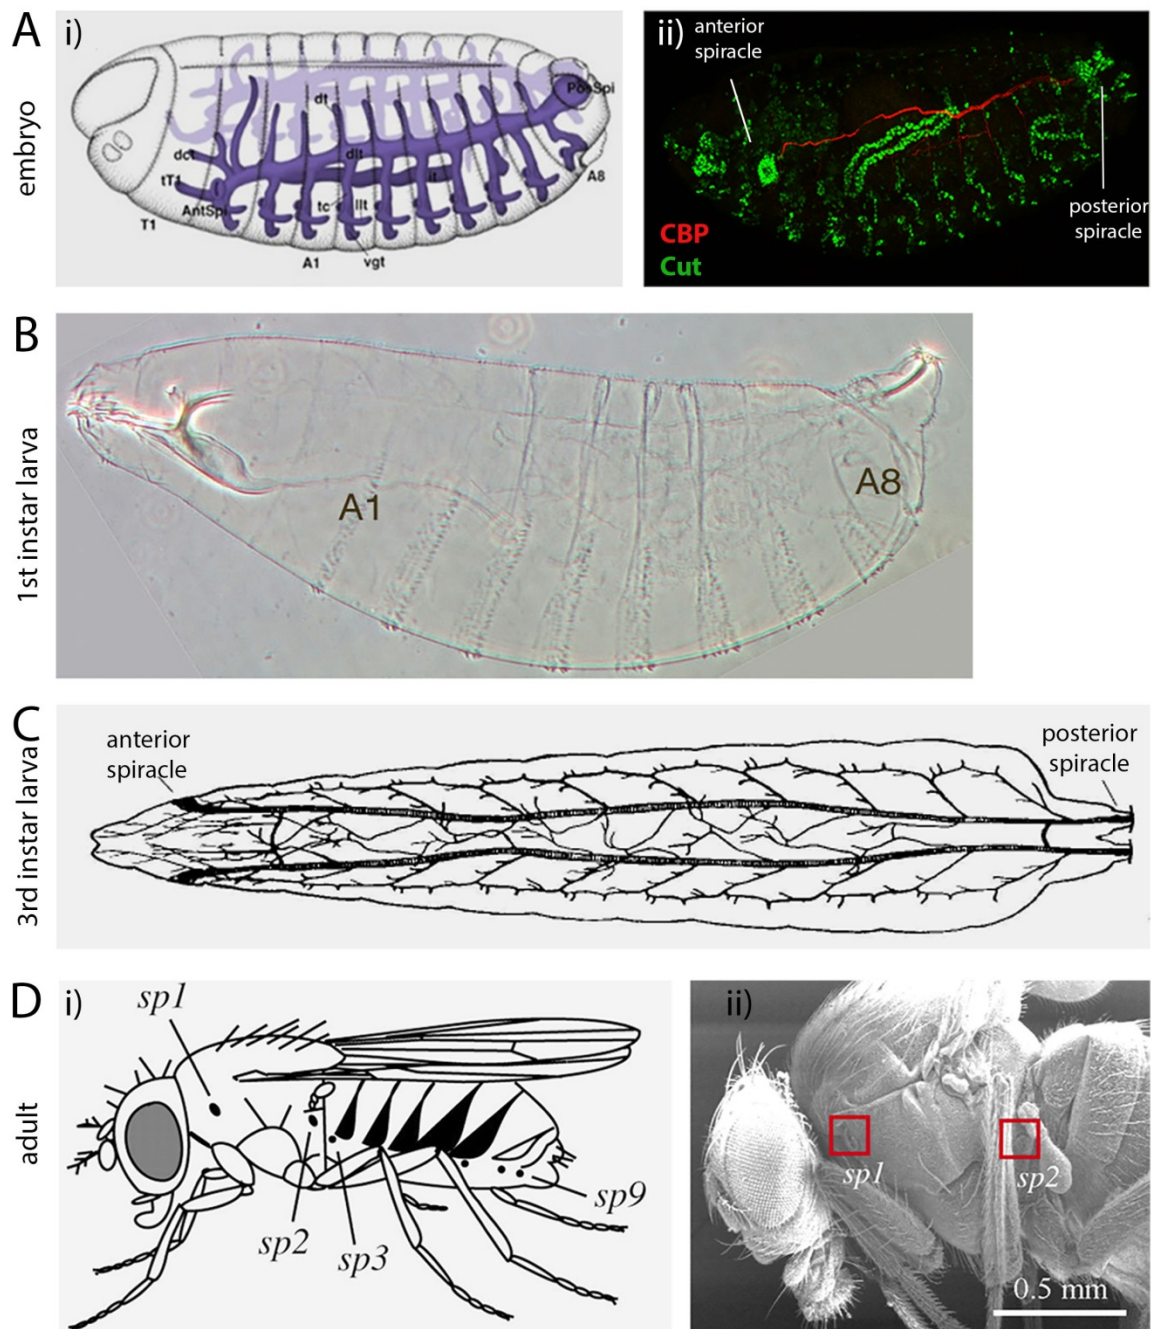 A
i)
embryo
dt
PosSpi
dct
dlt
lt
tT1
A8
AntSpi
tc
llt
T1
A1
vgt
ii)
anterior
spiracle
posterior
spiracle
CBP
Cut
B
1st instar larva
A1
A8
C
3rd instar larva
anterior
spiracle
posterior
spiracle
D
i)
adult
sp1
sp2
sp3
sp9
ii)
sp1
sp2
0.5 mm